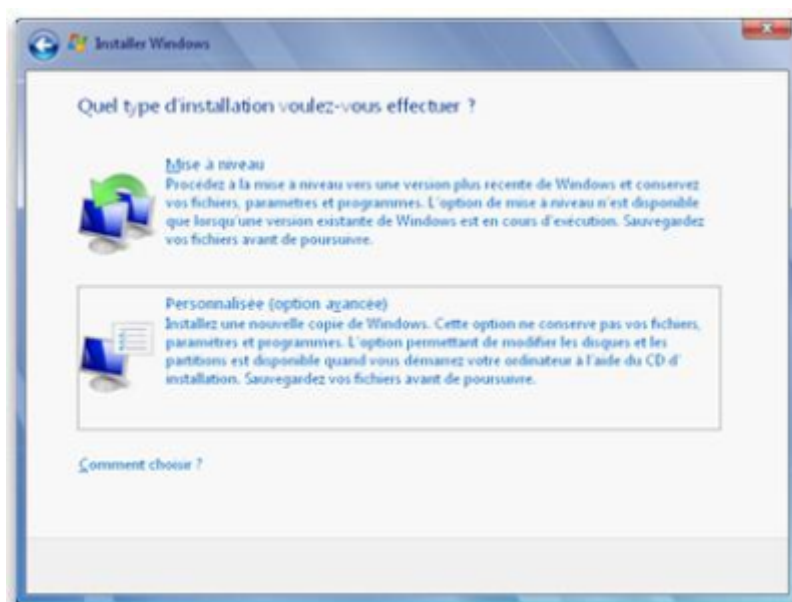 Installer Windows
Quel type d'installation voulez-vous effectuer ?
Mise à niveau
Procédez à la mise à niveau vers une version plus récente de Windows et conservez
vos fichiers, paramètres et programmes. L'option de mise à niveau n'est disponible
que lorsqu'une version existante de Windows est en cours d'exécution. Sauvegardez
vos fichiers avant de poursuivre.
Personnalisée (option avancée)
Installez une nouvelle copie de Windows. Cette option ne conserve pas vos fichiers,
paramètres et programmes. L'option permettant de modifier les disques et les
partitions est disponible quand vous démarrez votre ordinateur à l'aide du CD d'
installation. Sauvegardez vos fichiers avant de poursuivre.
Comment choisir ?